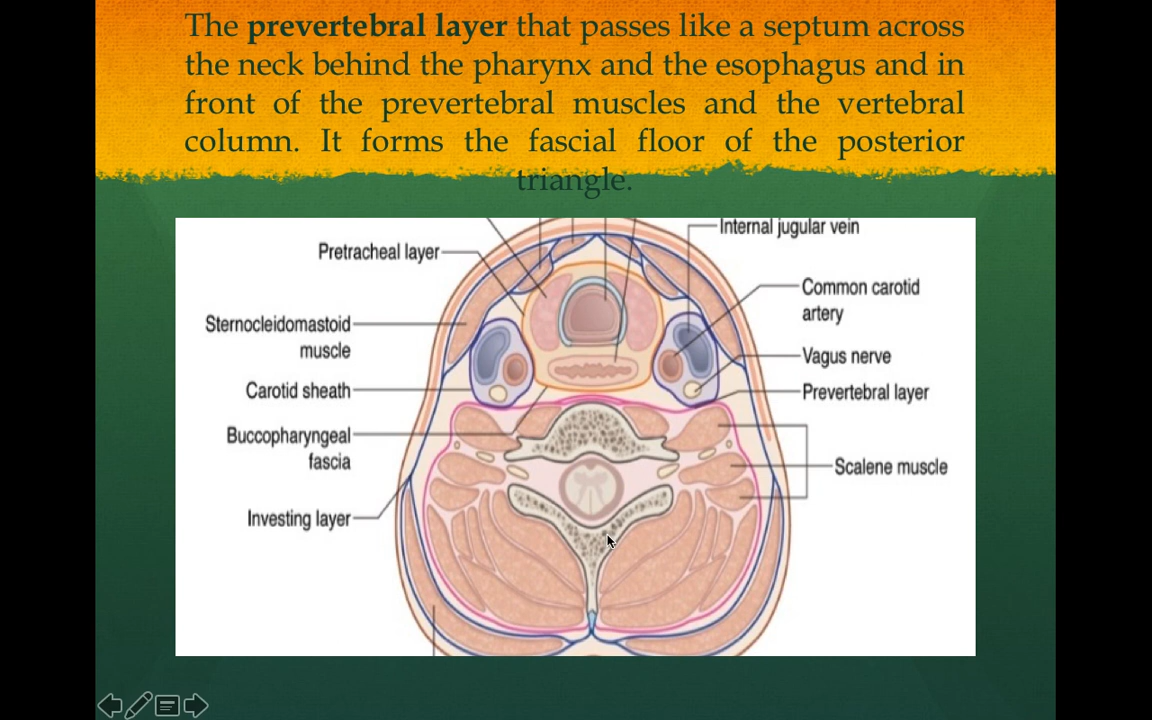 The prevertebral layer that passes like a septum across
the neck behind the pharynx and the esophagus and in
front of the prevertebral muscles and the vertebral
column. It forms the fascial floor of the posterior
triangle.
Internal jugular vein
Pretracheal layer
Common carotid
artery
Sternocleidomastoid
muscle
Vagus nerve
Carotid sheath
Prevertebral layer
Buccopharyngeal
fascia
Scalene muscle
Investing layer